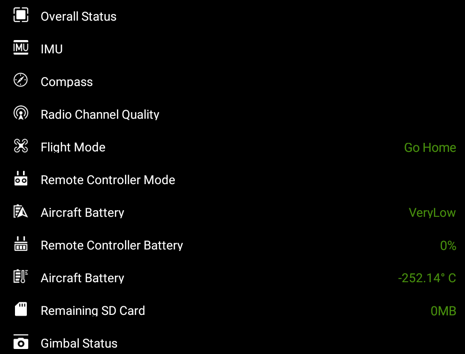 Overall Status
IMU IMU
Compass
Radio Channel Quality
Flight Mode Go Home
Remote Controller Mode
Aircraft Battery VeryLow
Remote Controller Battery 0%
Aircraft Battery -252.14° C
Remaining SD Card 0MB
Gimbal Status